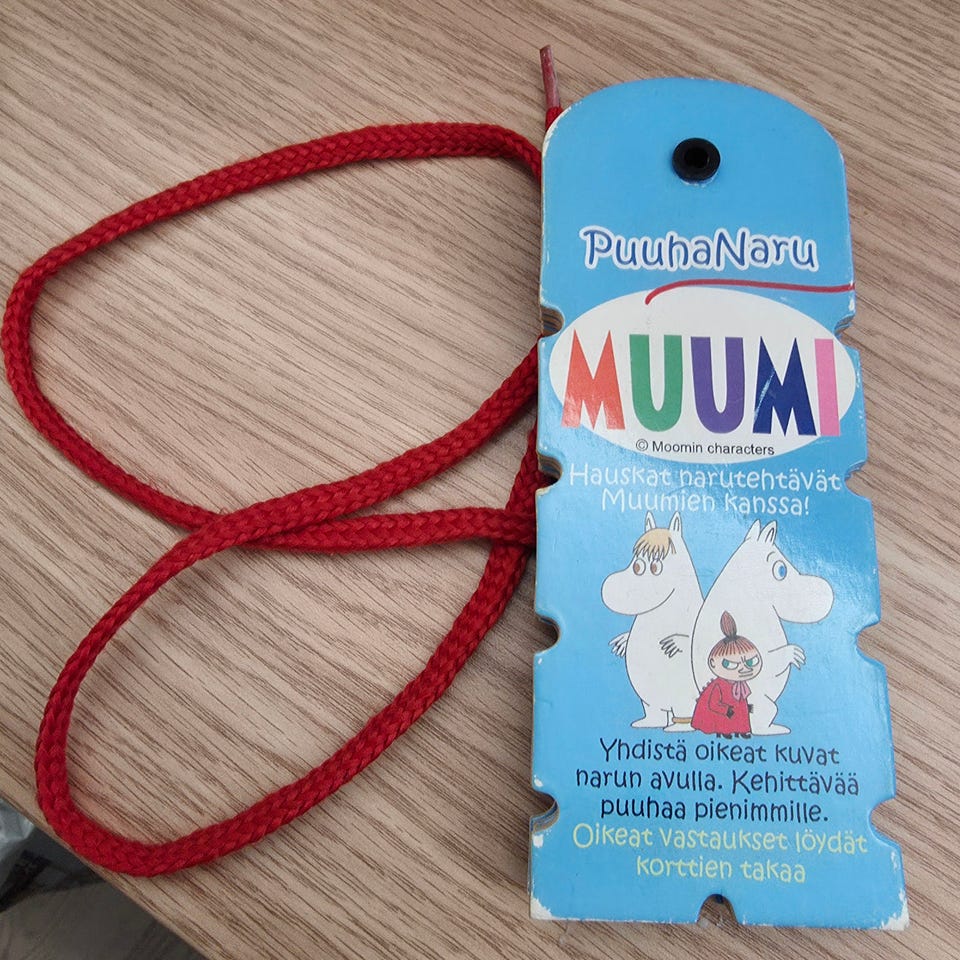 PuuhaNaru
MUUMI
© Moomin characters
Hauskat narutehtävät
Muumien kanssa!
Yhdistä oikeat kuvat
narun avulla. Kehittävää
puuhaa pienimmille.
Oikeat vastaukset löydät
korttien takaa